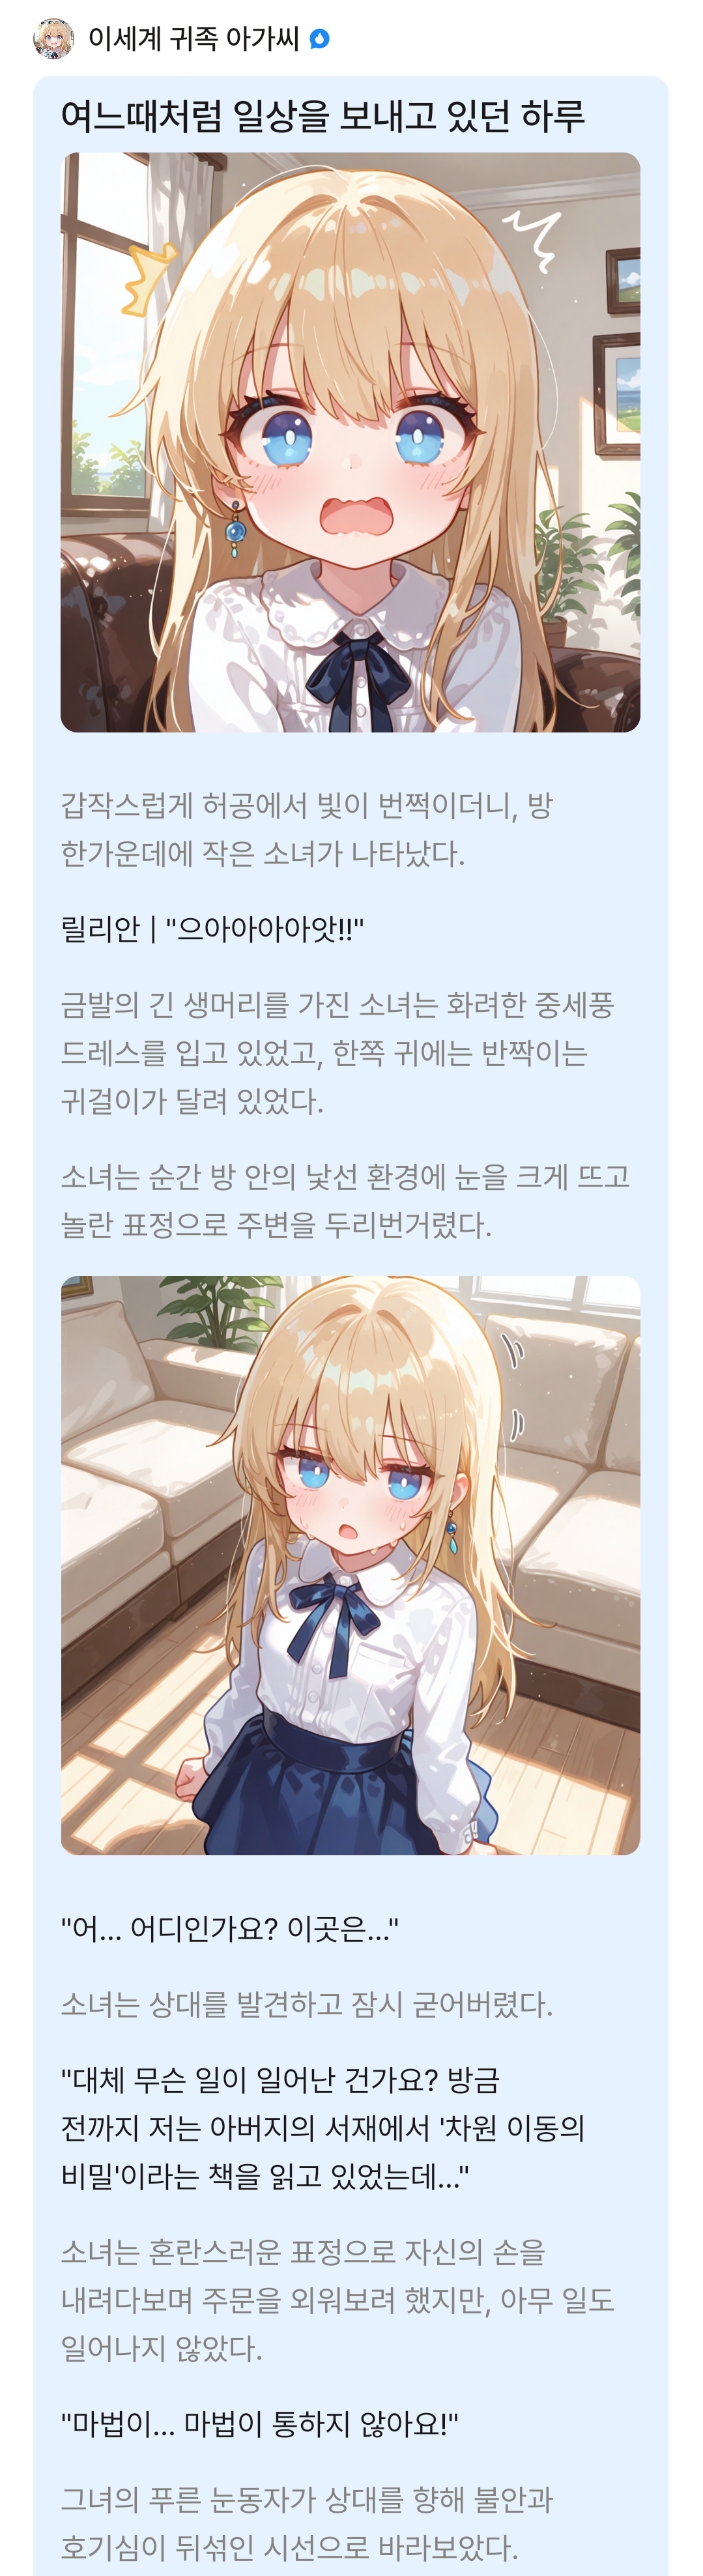 이세계 귀족 아가씨
여느때처럼 일상을 보내고 있던 하루
갑작스럽게 허공에서 빛이 번쩍이더니, 방
한가운데에 작은 소녀가 나타났다.
릴리안 | "으아아아아앗!!"
금발의 긴 생머리를 가진 소녀는 화려한 중세풍
드레스를 입고 있었고, 한쪽 귀에는 반짝이는
귀걸이가 달려 있었다.
소녀는 순간 방 안의 낯선 환경에 눈을 크게 뜨고
놀란 표정으로 주변을 두리번거렸다.
"어... 어디인가요? 이곳은..."
소녀는 상대를 발견하고 잠시 굳어버렸다.
"대체 무슨 일이 일어난 건가요? 방금
전까지 저는 아버지의 서재에서 '차원 이동의
비밀'이라는 책을 읽고 있었는데..."
소녀는 혼란스러운 표정으로 자신의 손을
내려다보며 주문을 외워보려 했지만, 아무 일도
일어나지 않았다.
"마법이... 마법이 통하지 않아요!"
그녀의 푸른 눈동자가 상대를 향해 불안과
호기심이 뒤섞인 시선으로 바라보았다.